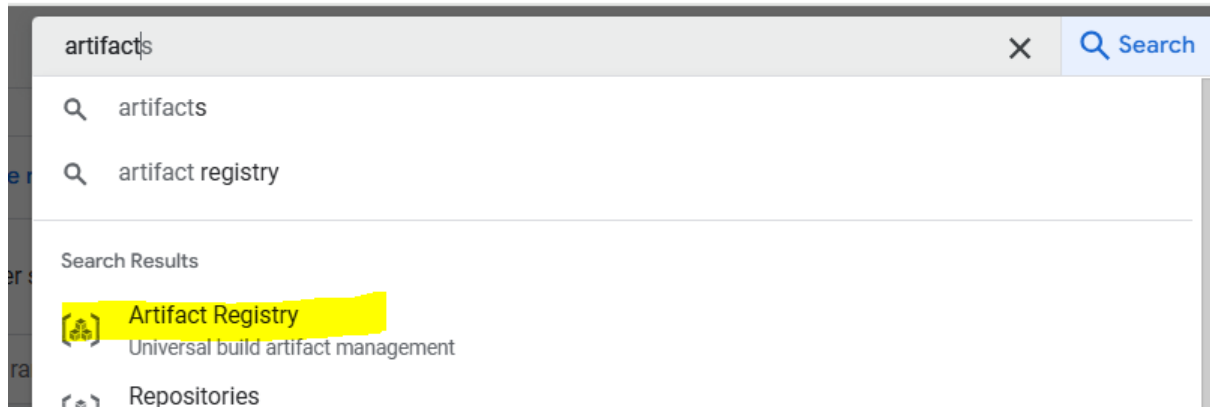 artifacts
Search
artifacts
artifact registry
Search Results
Artifact Registry
Universal build artifact management
Repositories